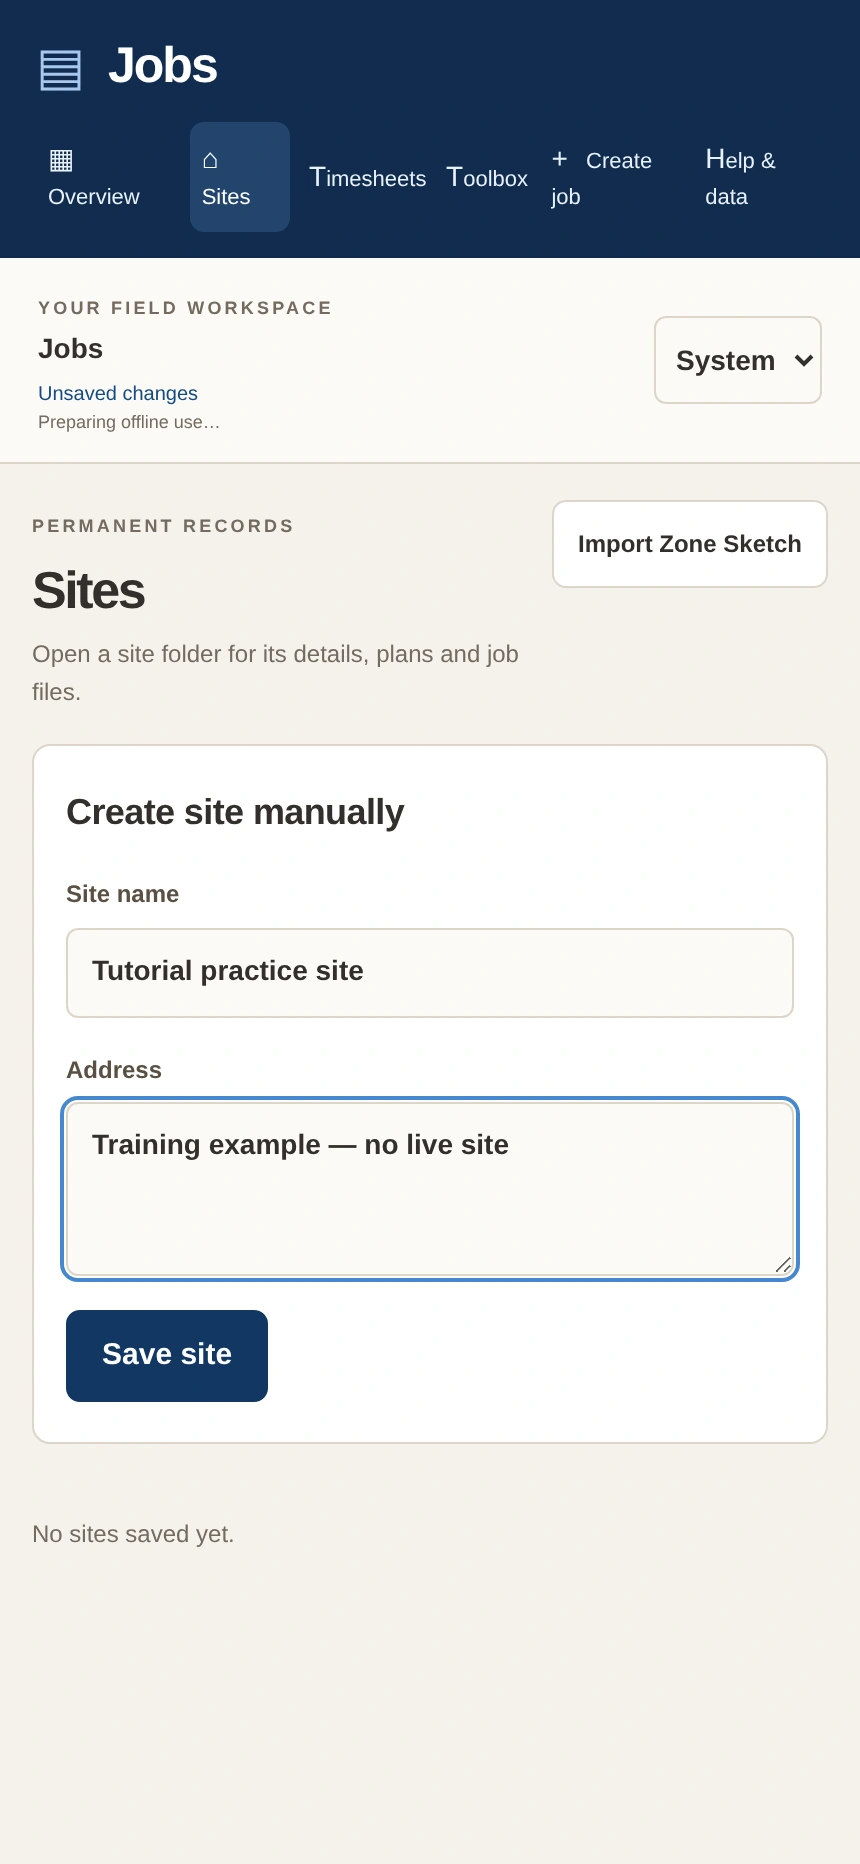 Jobs
Overview
Sites
Timesheets
Toolbox
+ Create
job
Help &
data
YOUR FIELD WORKSPACE
Jobs
Unsaved changes
Preparing offline use…
System
PERMANENT RECORDS
Import Zone Sketch
Sites
Open a site folder for its details, plans and job
files.
Create site manually
Site name
Tutorial practice site
Address
Training example — no live site
Save site
No sites saved yet.